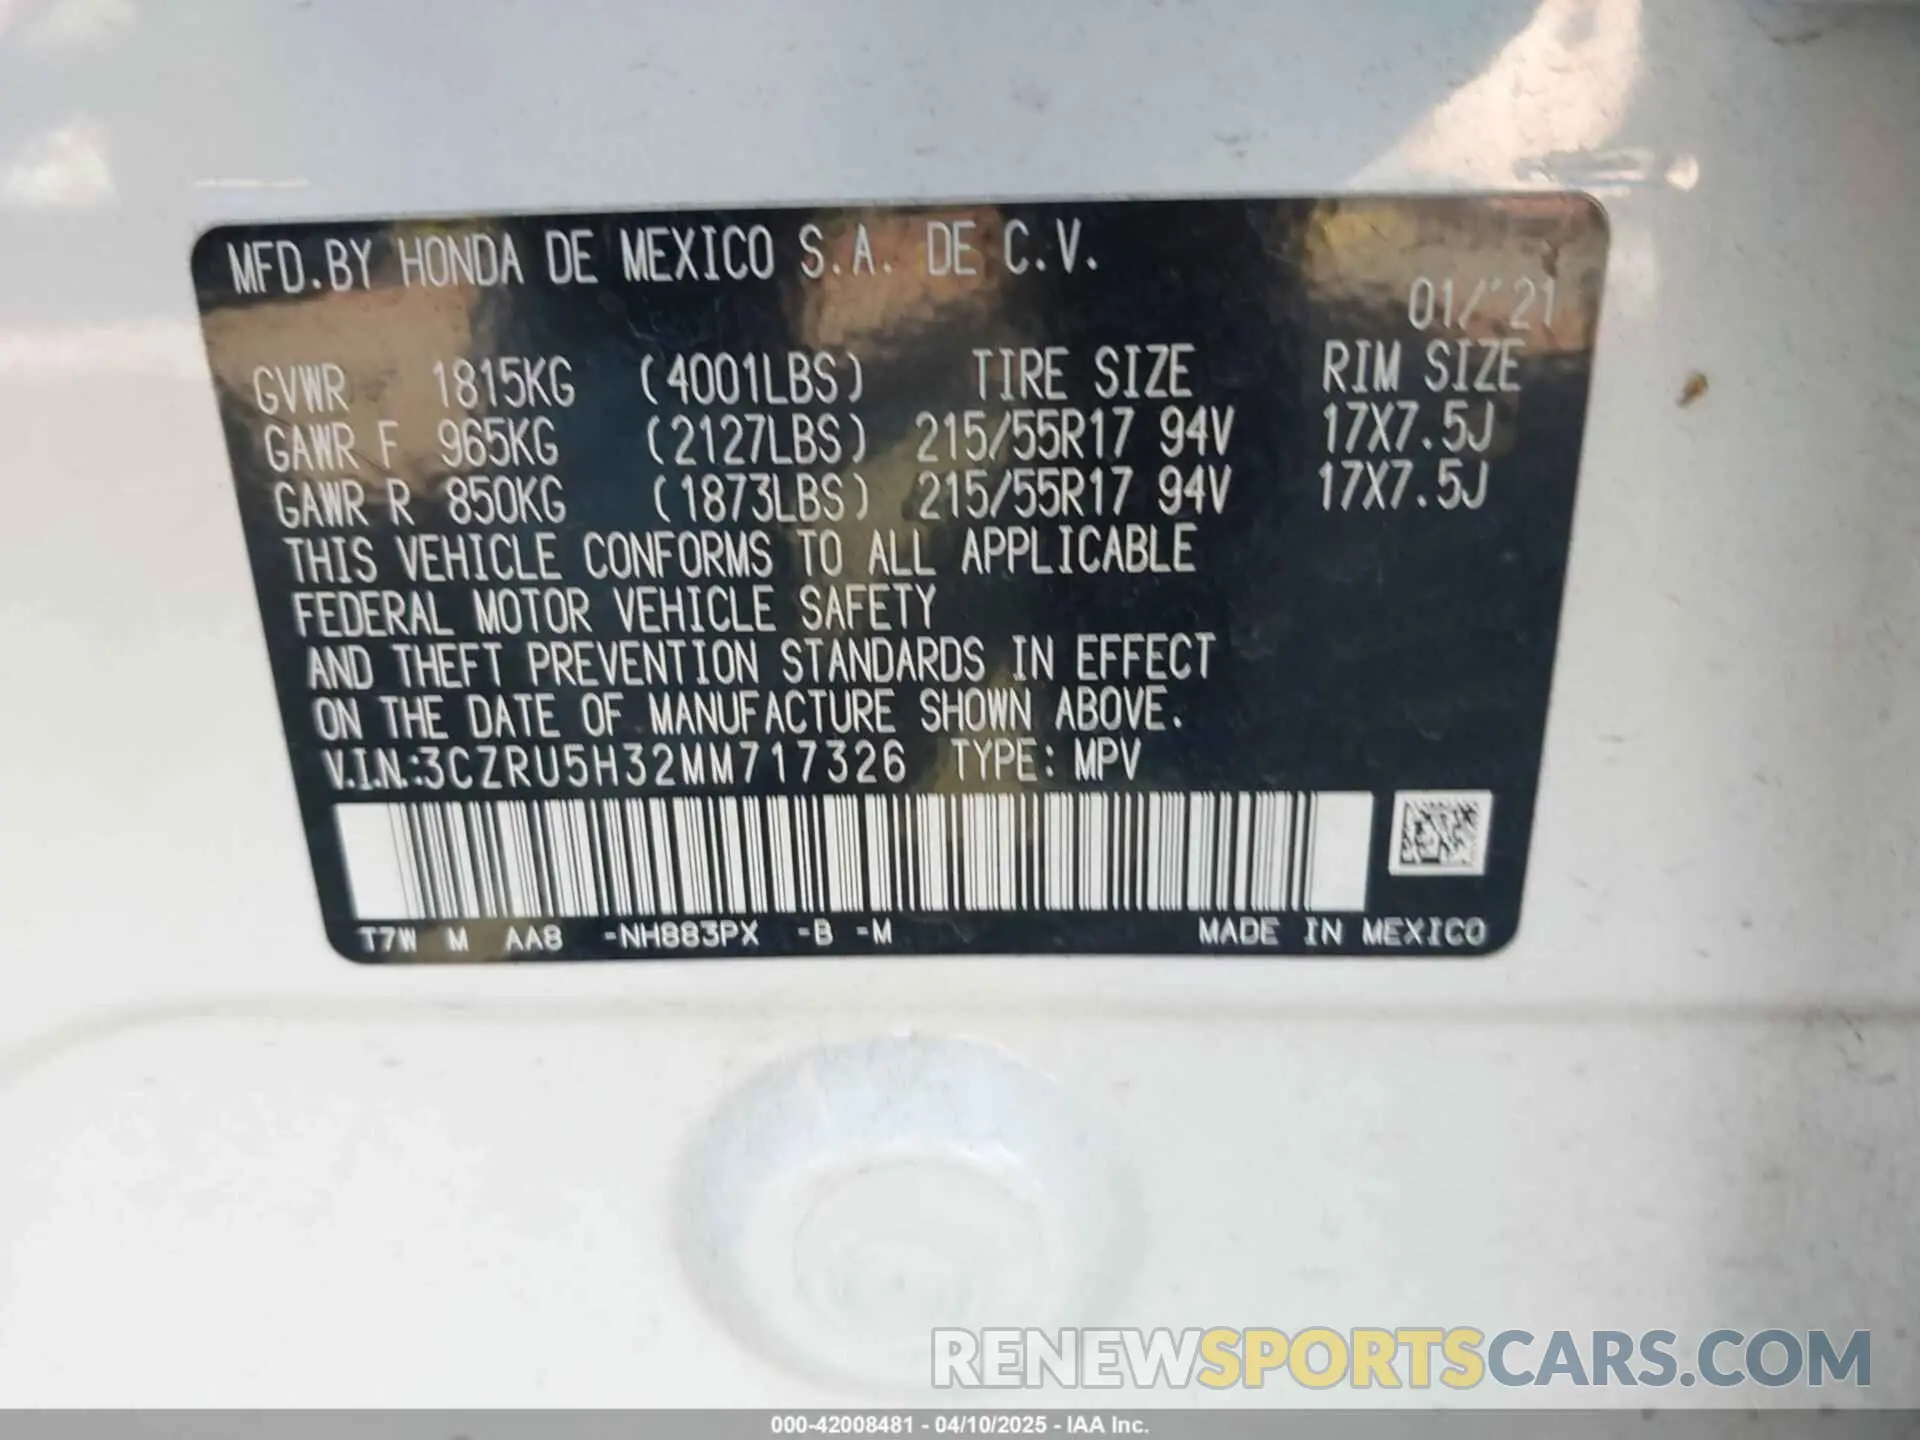 MFD.BY HONDA DE MEXICO S.A. DE C.V.
01/'21
GVWR 1815KG (4001LBS) TIRE SIZE RIM SIZE
GAWR F 965KG (2127LBS) 215/55R17 94V 17X7.5J
GAWR R 850KG (1873LBS) 215/55R17 94V 17X7.5J
THIS VEHICLE CONFORMS TO ALL APPLICABLE
FEDERAL MOTOR VEHICLE SAFETY
AND THEFT PREVENTION STANDARDS IN EFFECT
ON THE DATE OF MANUFACTURE SHOWN ABOVE.
V.I.N.:3CZRU5H32MM717326 TYPE: MPV
T7W M AA8 -NH883PX -B -M MADE IN MEXICO
RENEWSPORTSCARS.COM
000-42008481 - 04/10/2025 - IAA Inc.